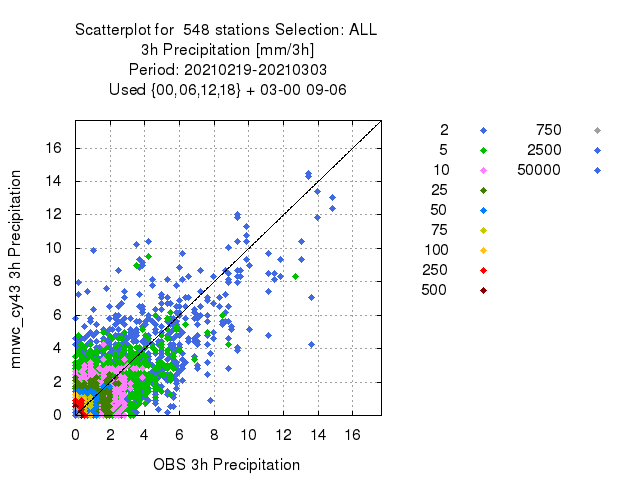 Scatterplot for 548 stations Selection: ALL
3h Precipitation [mm/3h]
Period: 20210219-20210303
Used {00,06,12,18} + 03-00 09-06
mnwc_cy43 3h Precipitation
16
14
12
10
8
6
4
2
0
0 2 4 6 8 10 12 14 16
OBS 3h Precipitation
2 750
5 2500
10 50000
25
50
75
100
250
500